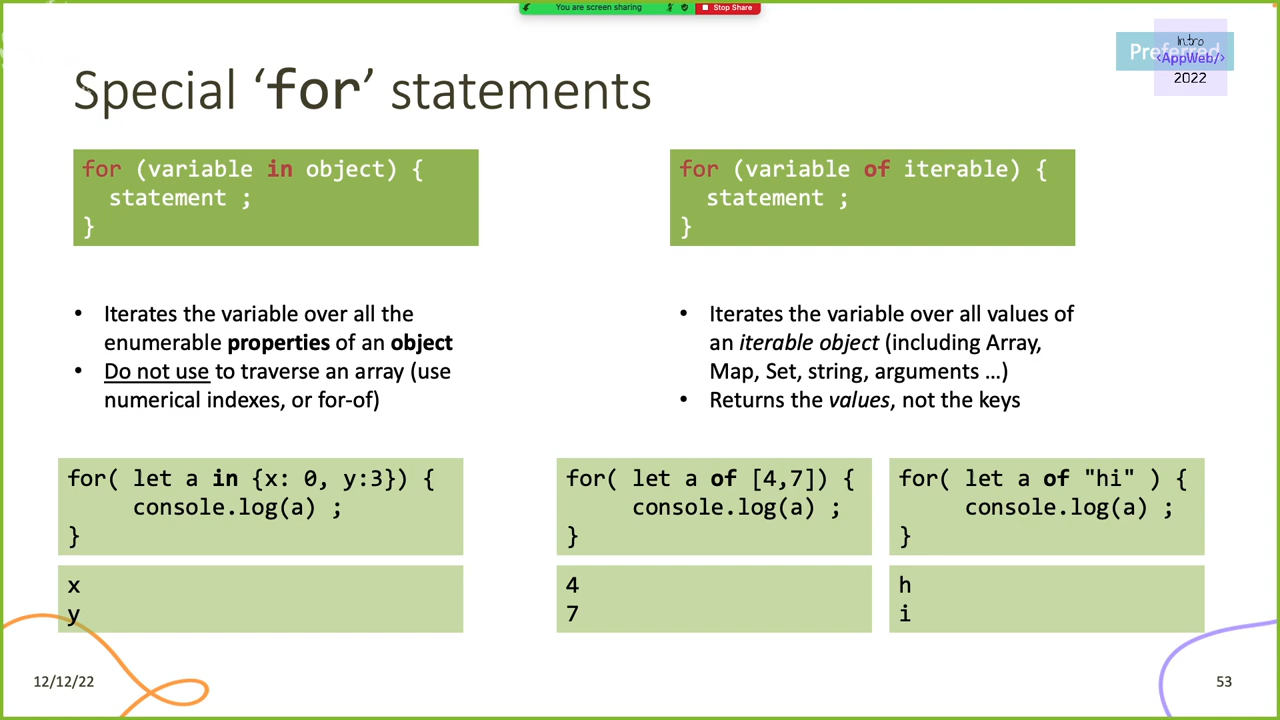 You are screen sharing Stop Share
Preferred
Intro
<AppWeb/>
2022
Special ‘for’ statements
for (variable in object) {
statement ;
}
for (variable of iterable) {
statement ;
}
• Iterates the variable over all the
enumerable properties of an object
• Do not use to traverse an array (use
numerical indexes, or for-of)
• Iterates the variable over all values of
an iterable object (including Array,
Map, Set, string, arguments …)
• Returns the values, not the keys
for( let a in {x: 0, y:3}) {
console.log(a) ;
}
x
y
for( let a of [4,7]) {
console.log(a) ;
}
4
7
for( let a of "hi" ) {
console.log(a) ;
}
h
i
12/12/22
53